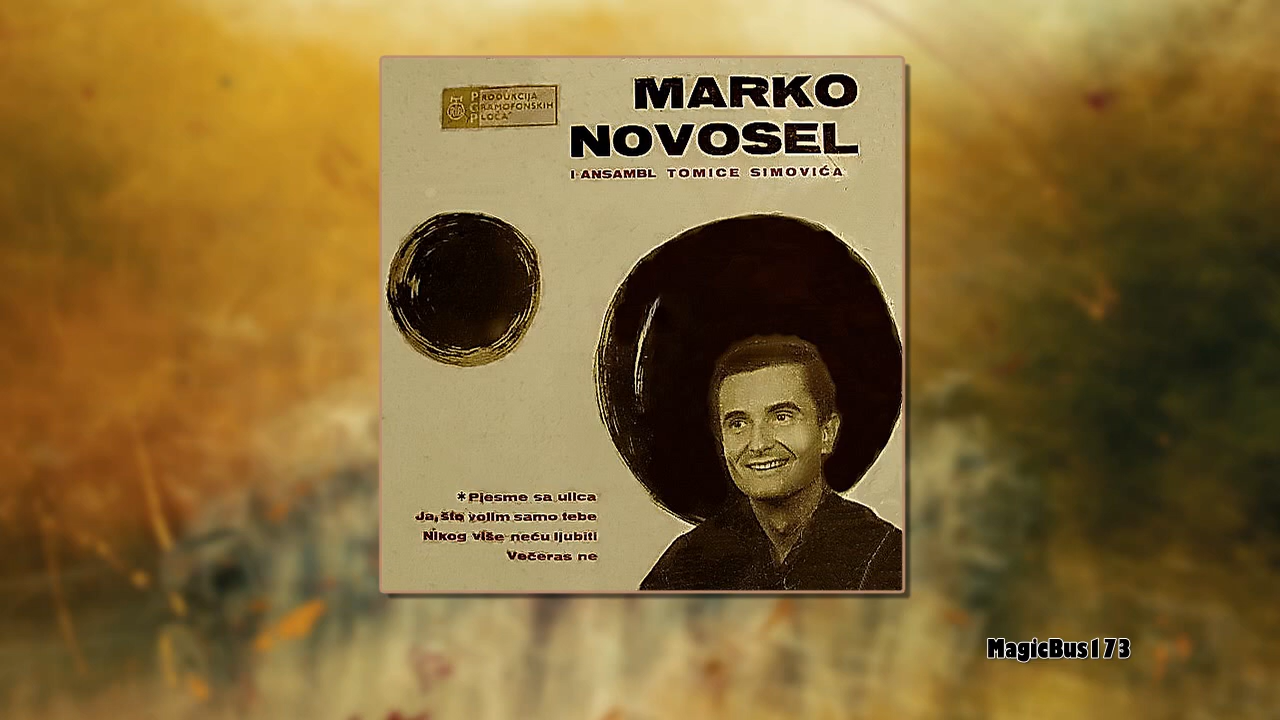 PRODUKCIJA
GRAMOFONSKIH
PLOČA
MARKO
NOVOSEL
I ANSAMBL TOMICE SIMOVIĆA
*Pjesme sa ulica
Ja, što volim samo tebe
Nikog više neću ljubiti
Večeras ne
MagicBus173